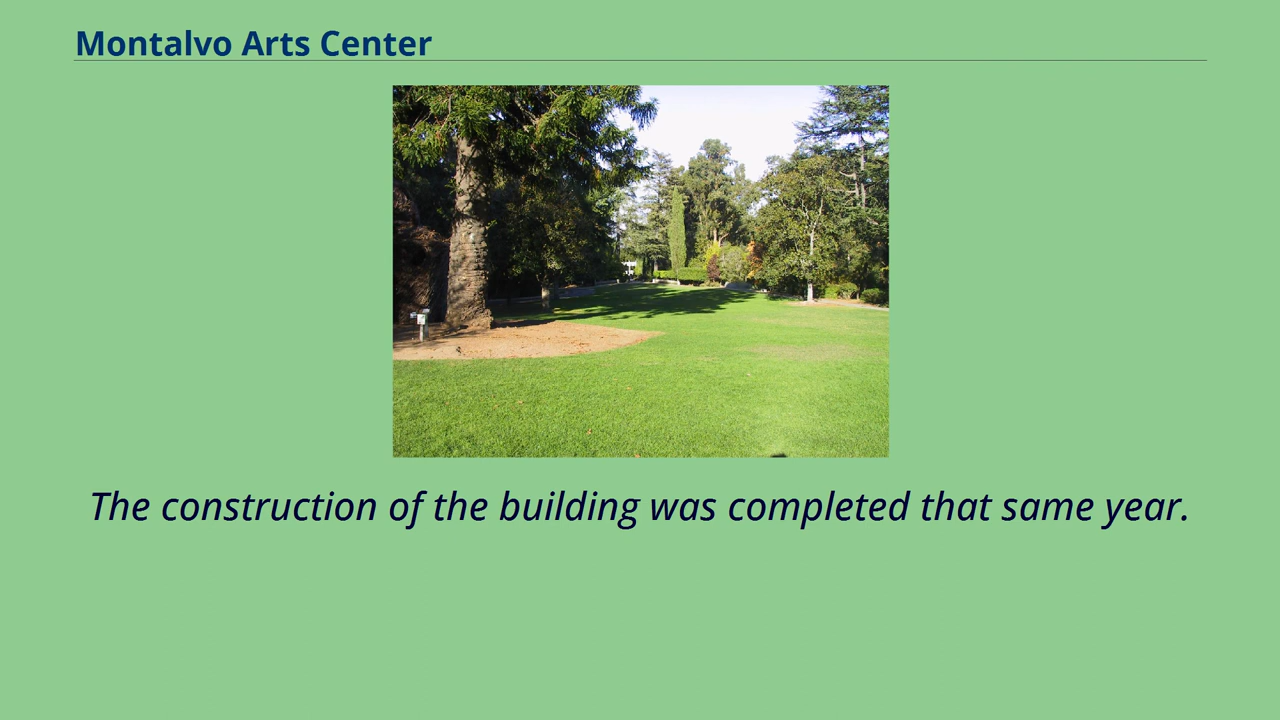 Montalvo Arts Center
The construction of the building was completed that same year.